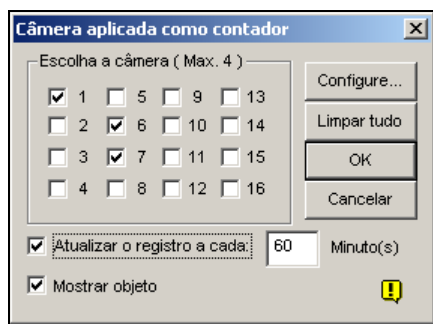 Câmera aplicada como contador
Escolha a câmera ( Max. 4 )
1 5 9 13
2 6 10 14
3 7 11 15
4 8 12 16
Configure...
Limpar tudo
OK
Cancelar
Atualizar o registro a cada: 60 Minuto(s)
Mostrar objeto